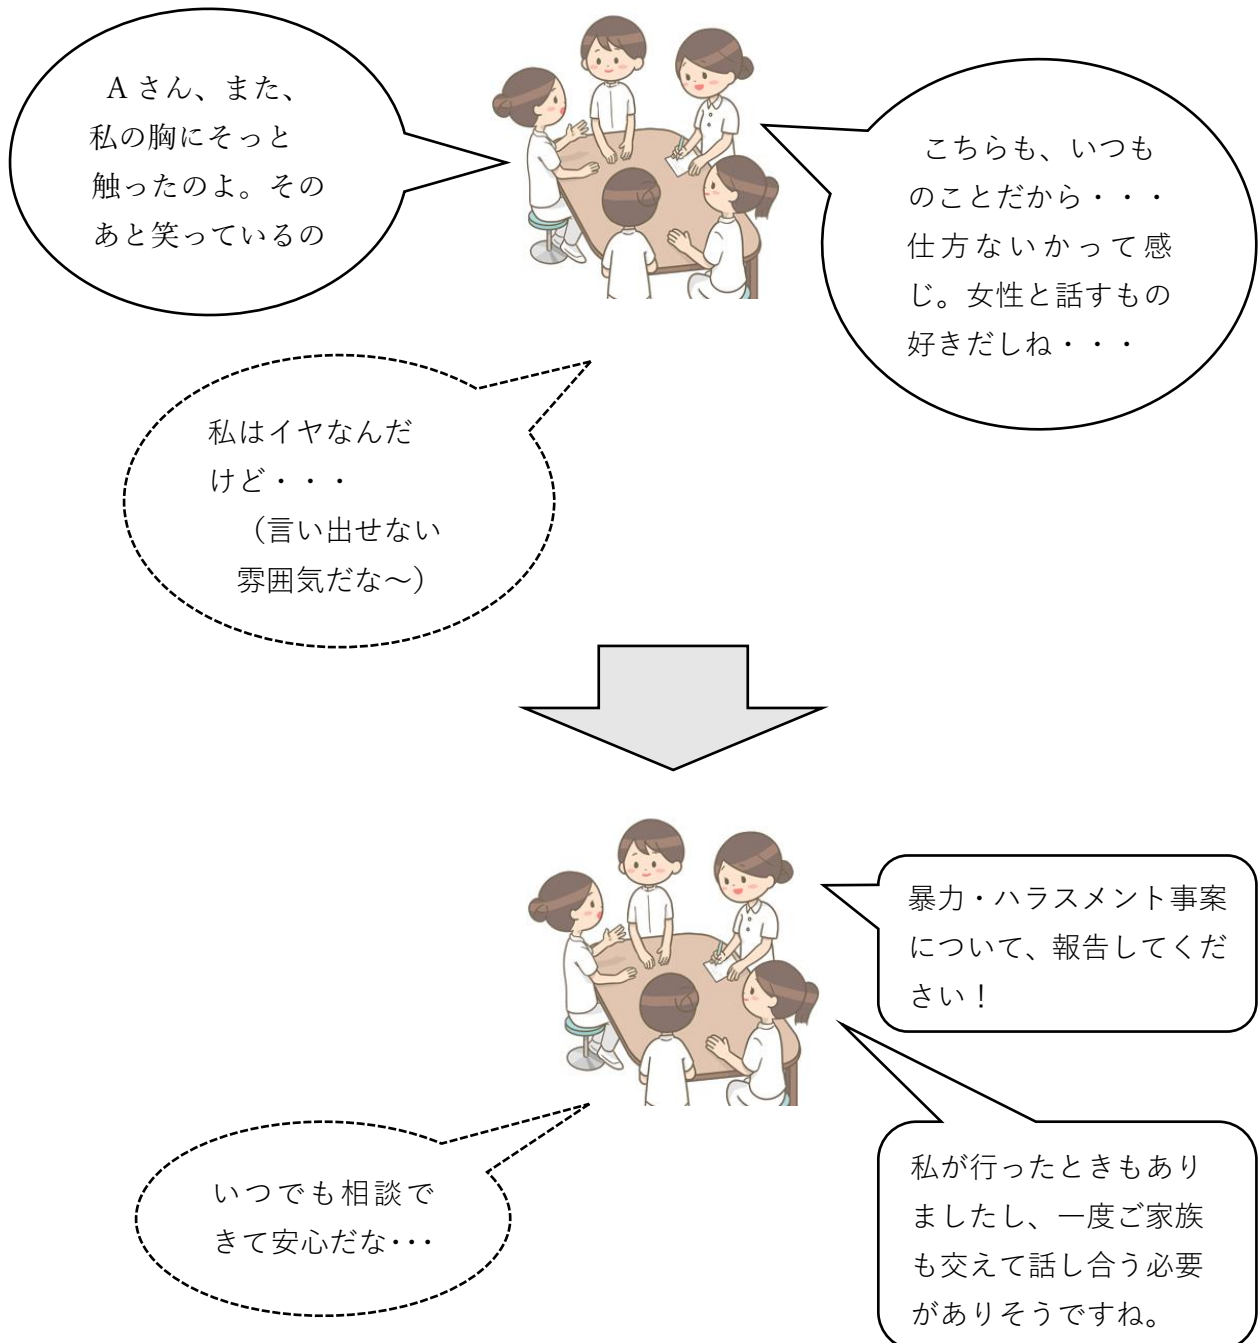 A さん、また、
私の胸にそっと
触ったのよ。その
あと笑っているの
こちらも、いつも
のことだから・・・
仕方ないかって感
じ。女性と話すもの
好きだしね・・・
私はイヤなんだ
けど・・・
（言い出せない
雰囲気だな～）
暴力・ハラスメント事案
について、報告してくだ
さい！
私が行ったときもあり
ましたし、一度ご家族
も交えて話し合う必要
がありそうですね。
いつでも相談で
きて安心だな･･･